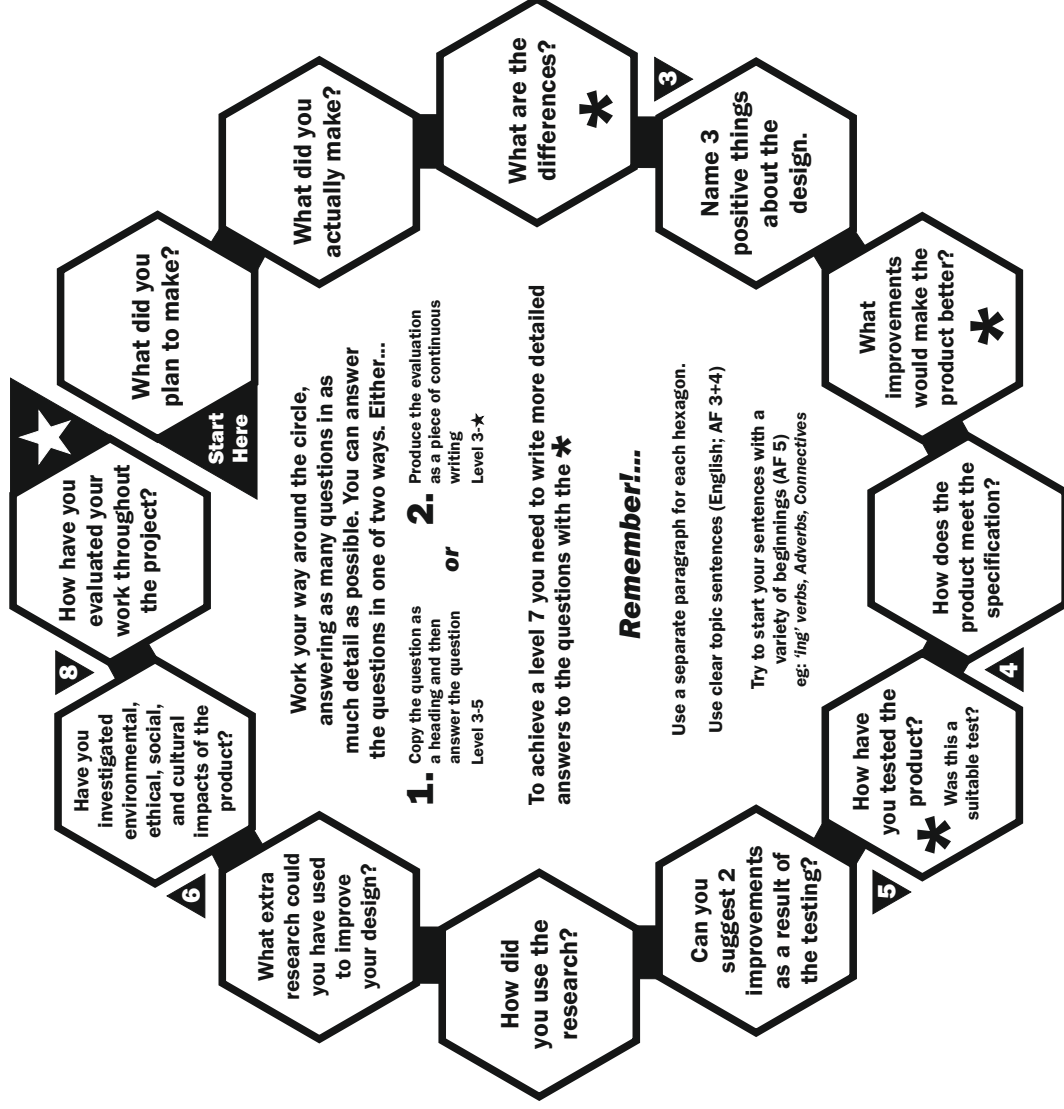 Start
Here
What did you
plan to make?
What did you
actually make?
What are the
differences?
*
3
Name 3
positive things
about the
design.
What
improvements
would make the
product better?
*
How does the
product meet the
specification?
4
How have
you tested the
product?
* Was this a
suitable test?
5
Can you
suggest 2
improvements
as a result of
the testing?
How did
you use the
research?
What extra
research could
you have used
to improve
your design?
6
Have you
investigated
environmental,
ethical, social,
and cultural
impacts of the
product?
8
How have you
evaluated your
work throughout
the project?
★
Work your way around the circle,
answering as many questions in as
much detail as possible. You can answer
the questions in one of two ways. Either...
1. Copy the question as
a heading and then
answer the question
Level 3-5
or
2. Produce the evaluation
as a piece of continuous
writing
Level 3-★
To achieve a level 7 you need to write more detailed
answers to the questions with the *
Remember!...
Use a separate paragraph for each hexagon.
Use clear topic sentences (English; AF 3+4)
Try to start your sentences with a
variety of beginnings (AF 5)
eg: ‘Ing’ verbs, Adverbs, Connectives